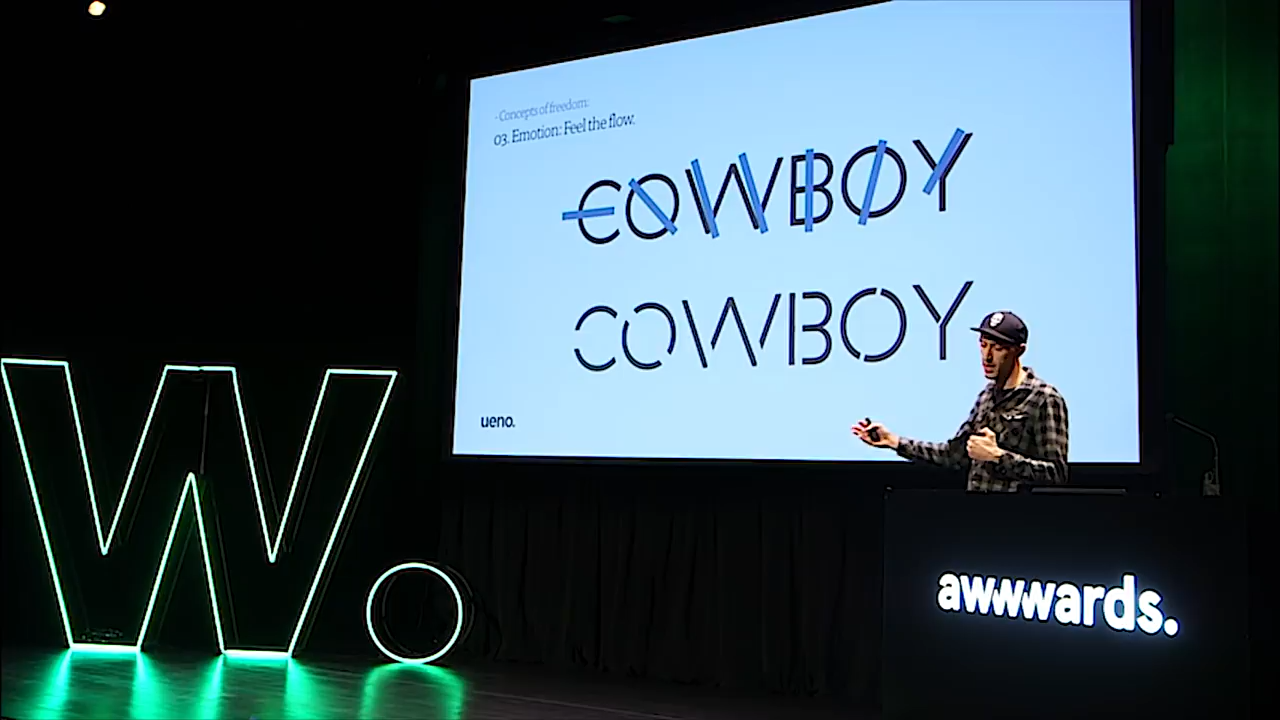 - Concepts of freedom:
03. Emotion: Feel the flow.
COWBOY
COWBOY
ueno.
W.
awwwards.